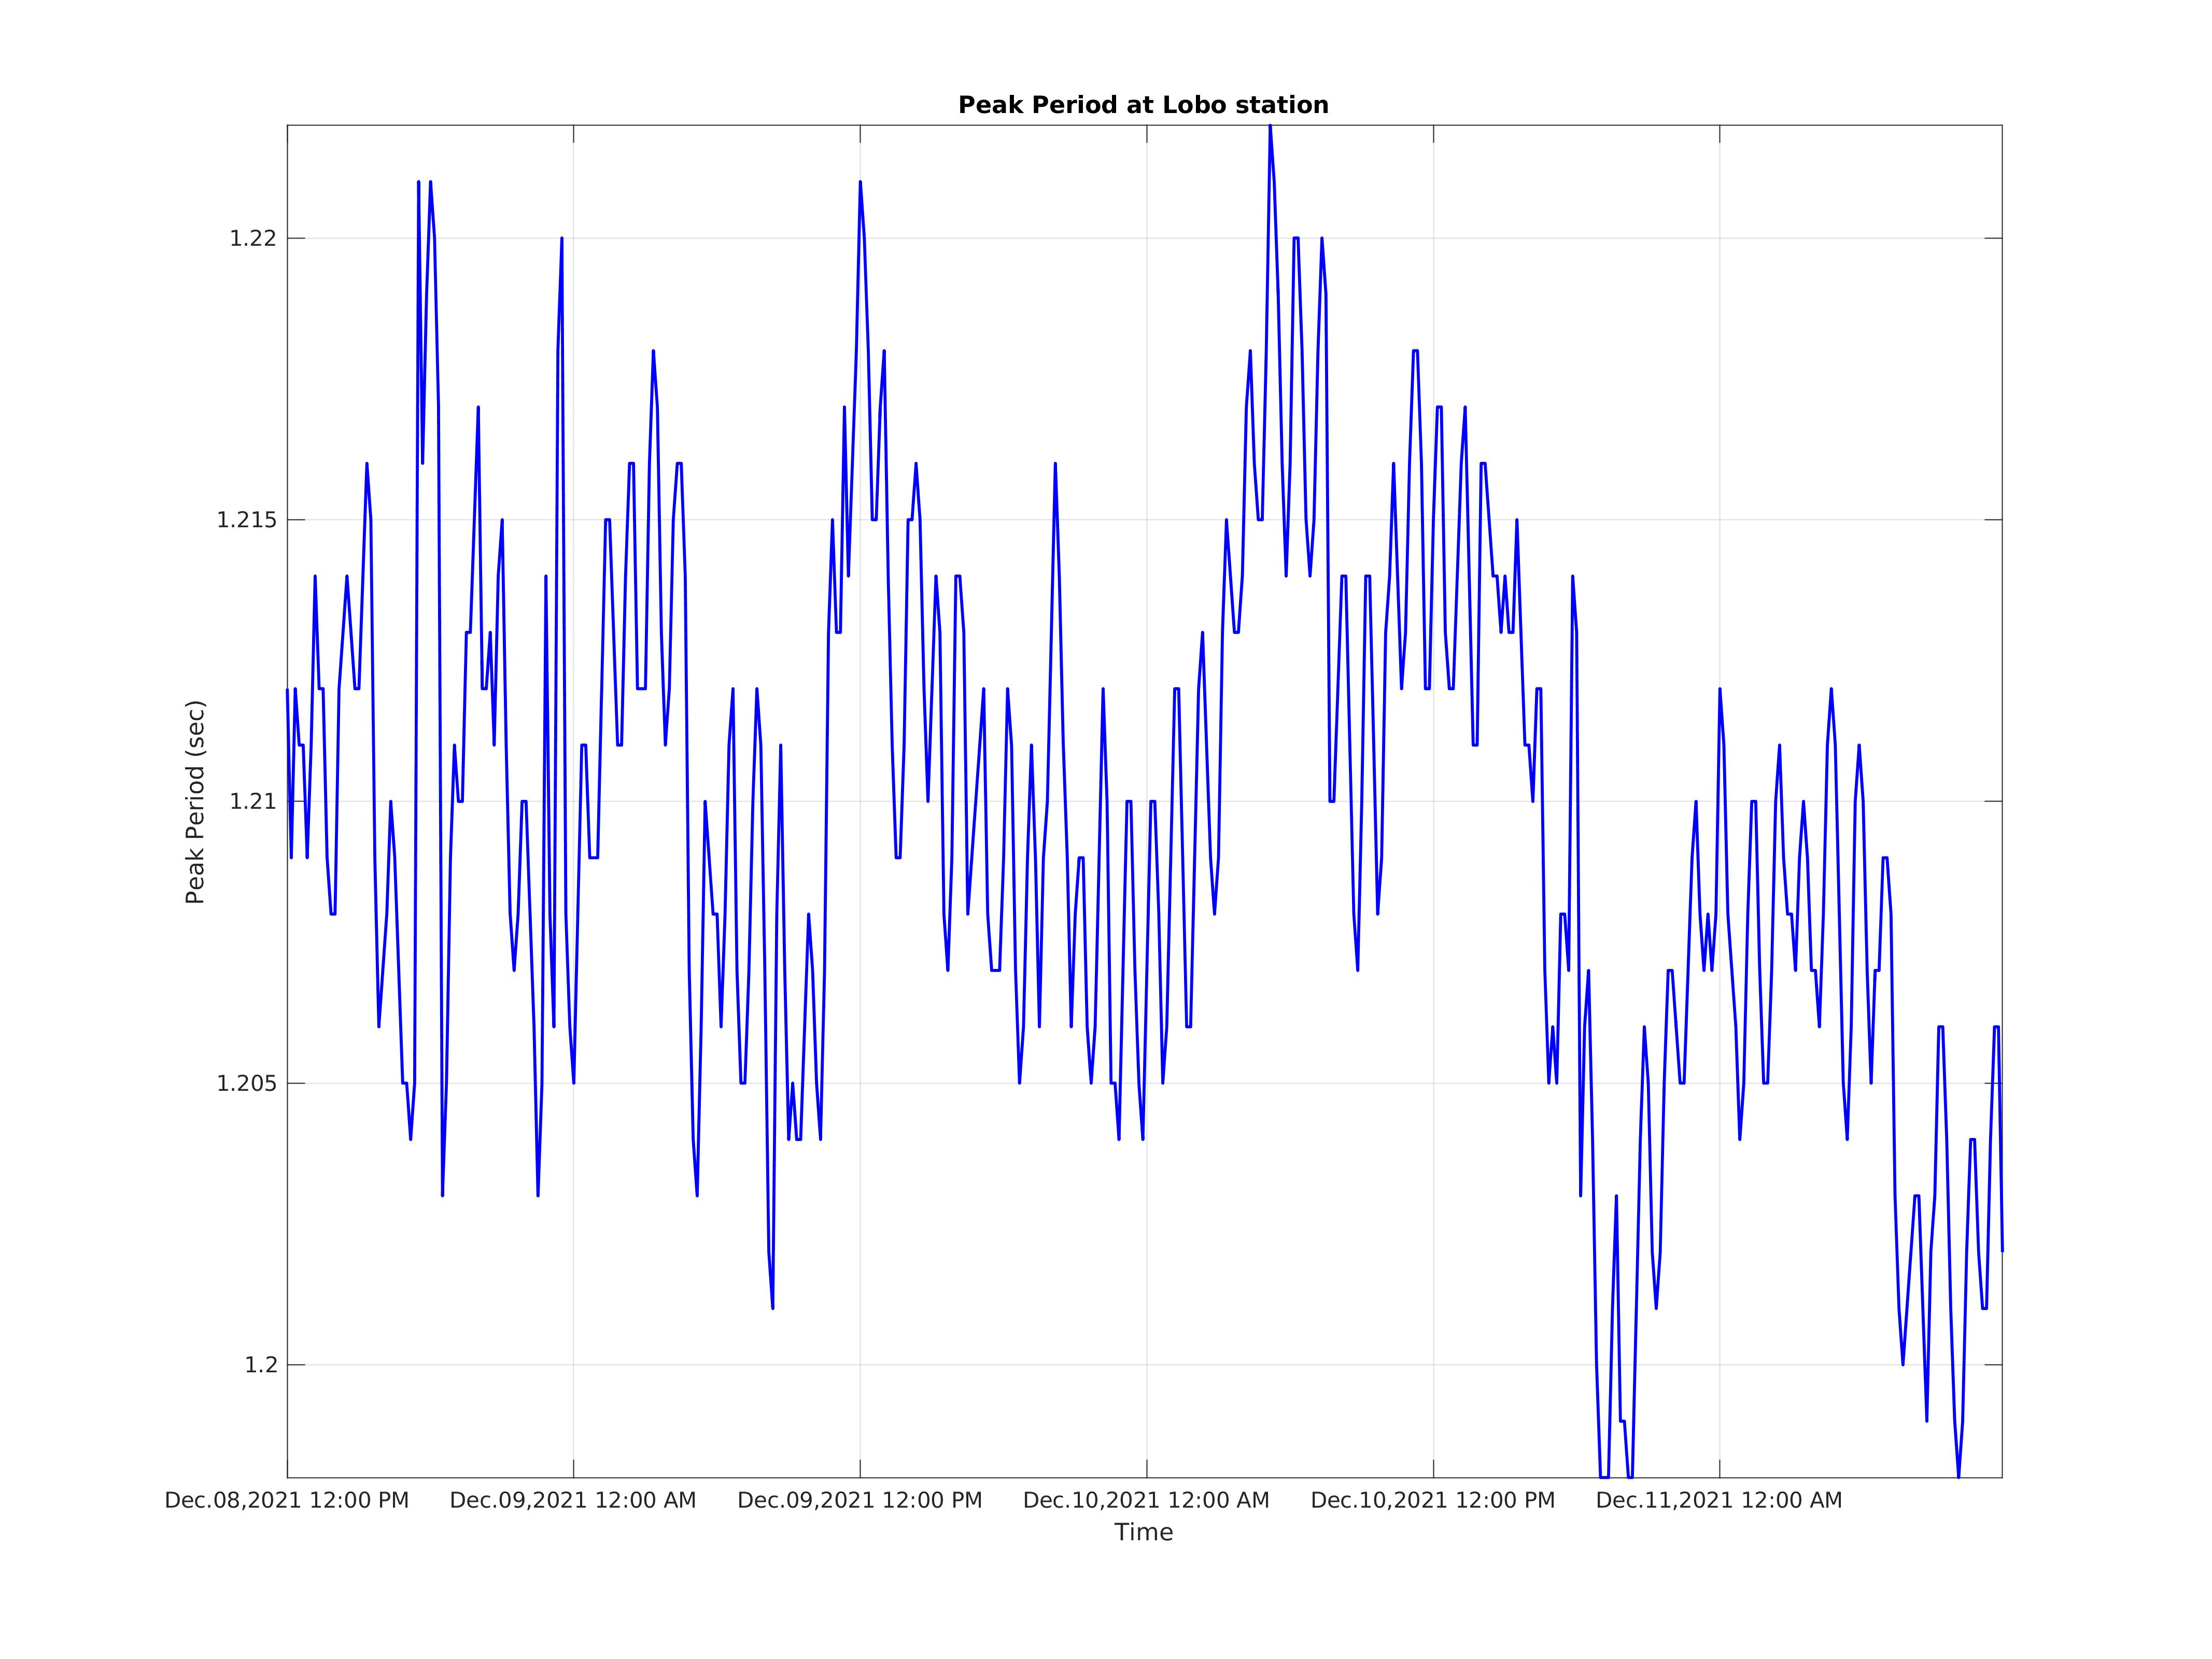 Peak Period at Lobo station
1.22
1.215
1.21
1.205
1.2
Peak Period (sec)
Dec.08,2021 12:00 PM Dec.09,2021 12:00 AM Dec.09,2021 12:00 PM Dec.10,2021 12:00 AM Dec.10,2021 12:00 PM Dec.11,2021 12:00 AM
Time